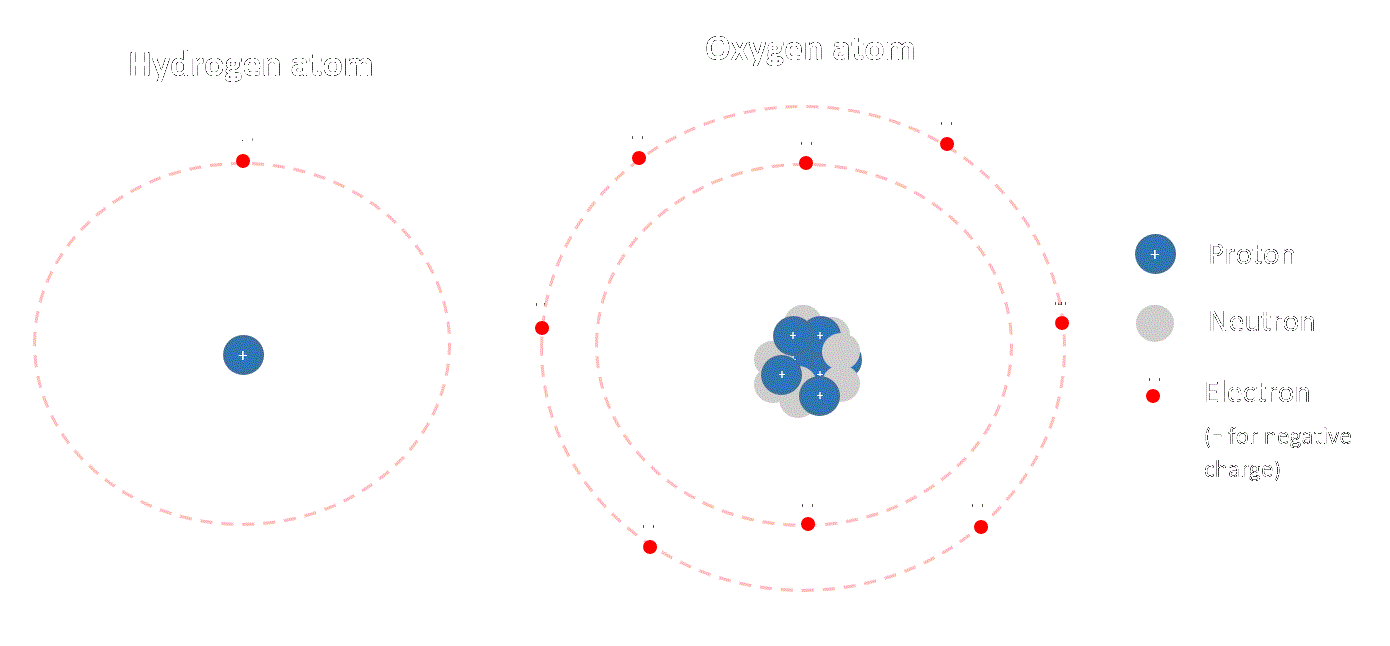 Hydrogen atom
Oxygen atom
+
+ +
+ +
+
+ Proton
Neutron
Electron
(- for negative
charge)